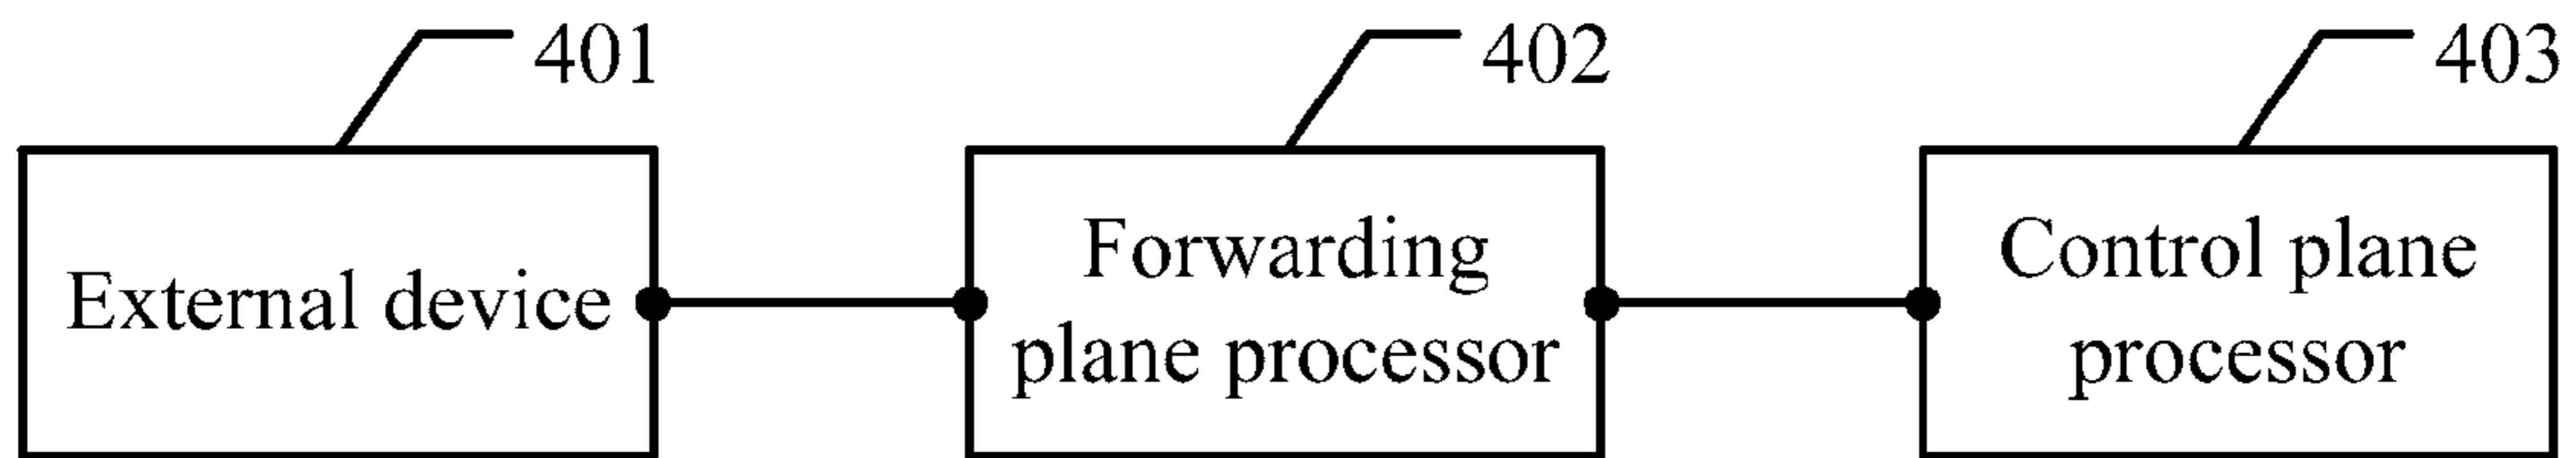 401
402
403
External device
Forwarding
plane processor
Control plane
processor